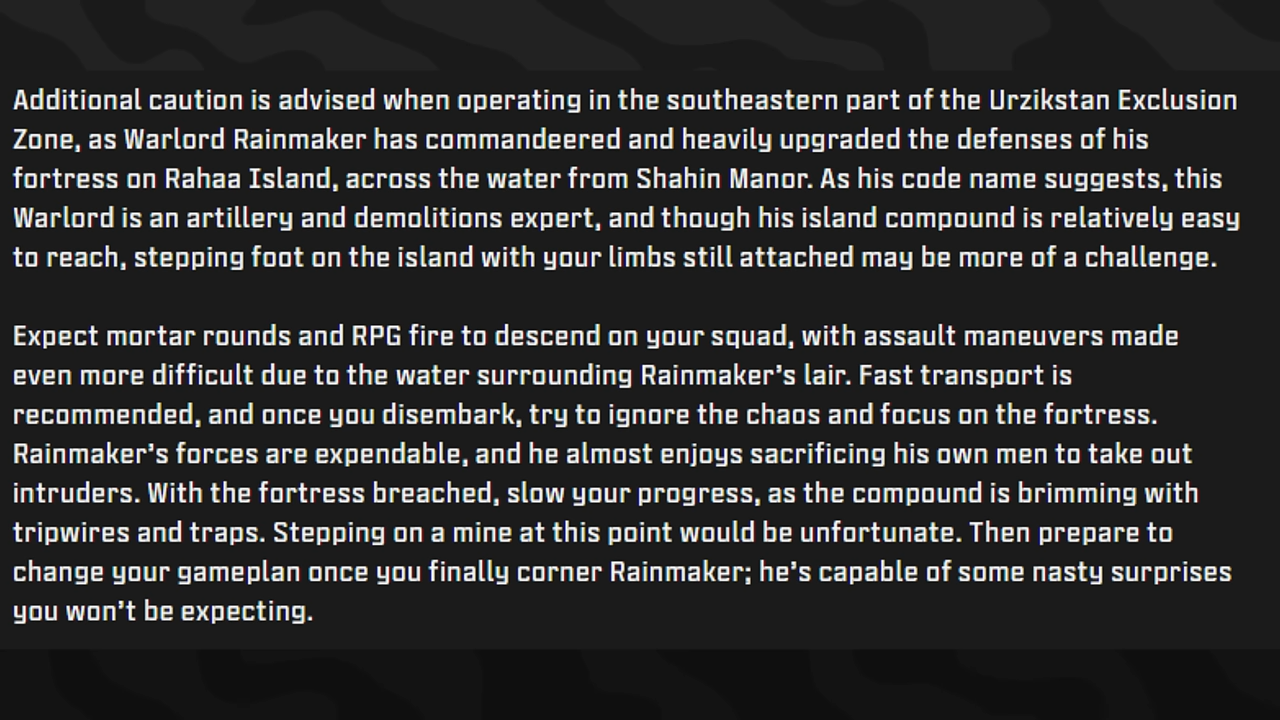 Additional caution is advised when operating in the southeastern part of the Urzikstan Exclusion
Zone, as Warlord Rainmaker has commandeered and heavily upgraded the defenses of his
fortress on Rahaa Island, across the water from Shahin Manor. As his code name suggests, this
Warlord is an artillery and demolitions expert, and though his island compound is relatively easy
to reach, stepping foot on the island with your limbs still attached may be more of a challenge.
Expect mortar rounds and RPG fire to descend on your squad, with assault maneuvers made
even more difficult due to the water surrounding Rainmaker’s lair. Fast transport is
recommended, and once you disembark, try to ignore the chaos and focus on the fortress.
Rainmaker’s forces are expendable, and he almost enjoys sacrificing his own men to take out
intruders. With the fortress breached, slow your progress, as the compound is brimming with
tripwires and traps. Stepping on a mine at this point would be unfortunate. Then prepare to
change your gameplan once you finally corner Rainmaker; he’s capable of some nasty surprises
you won’t be expecting.